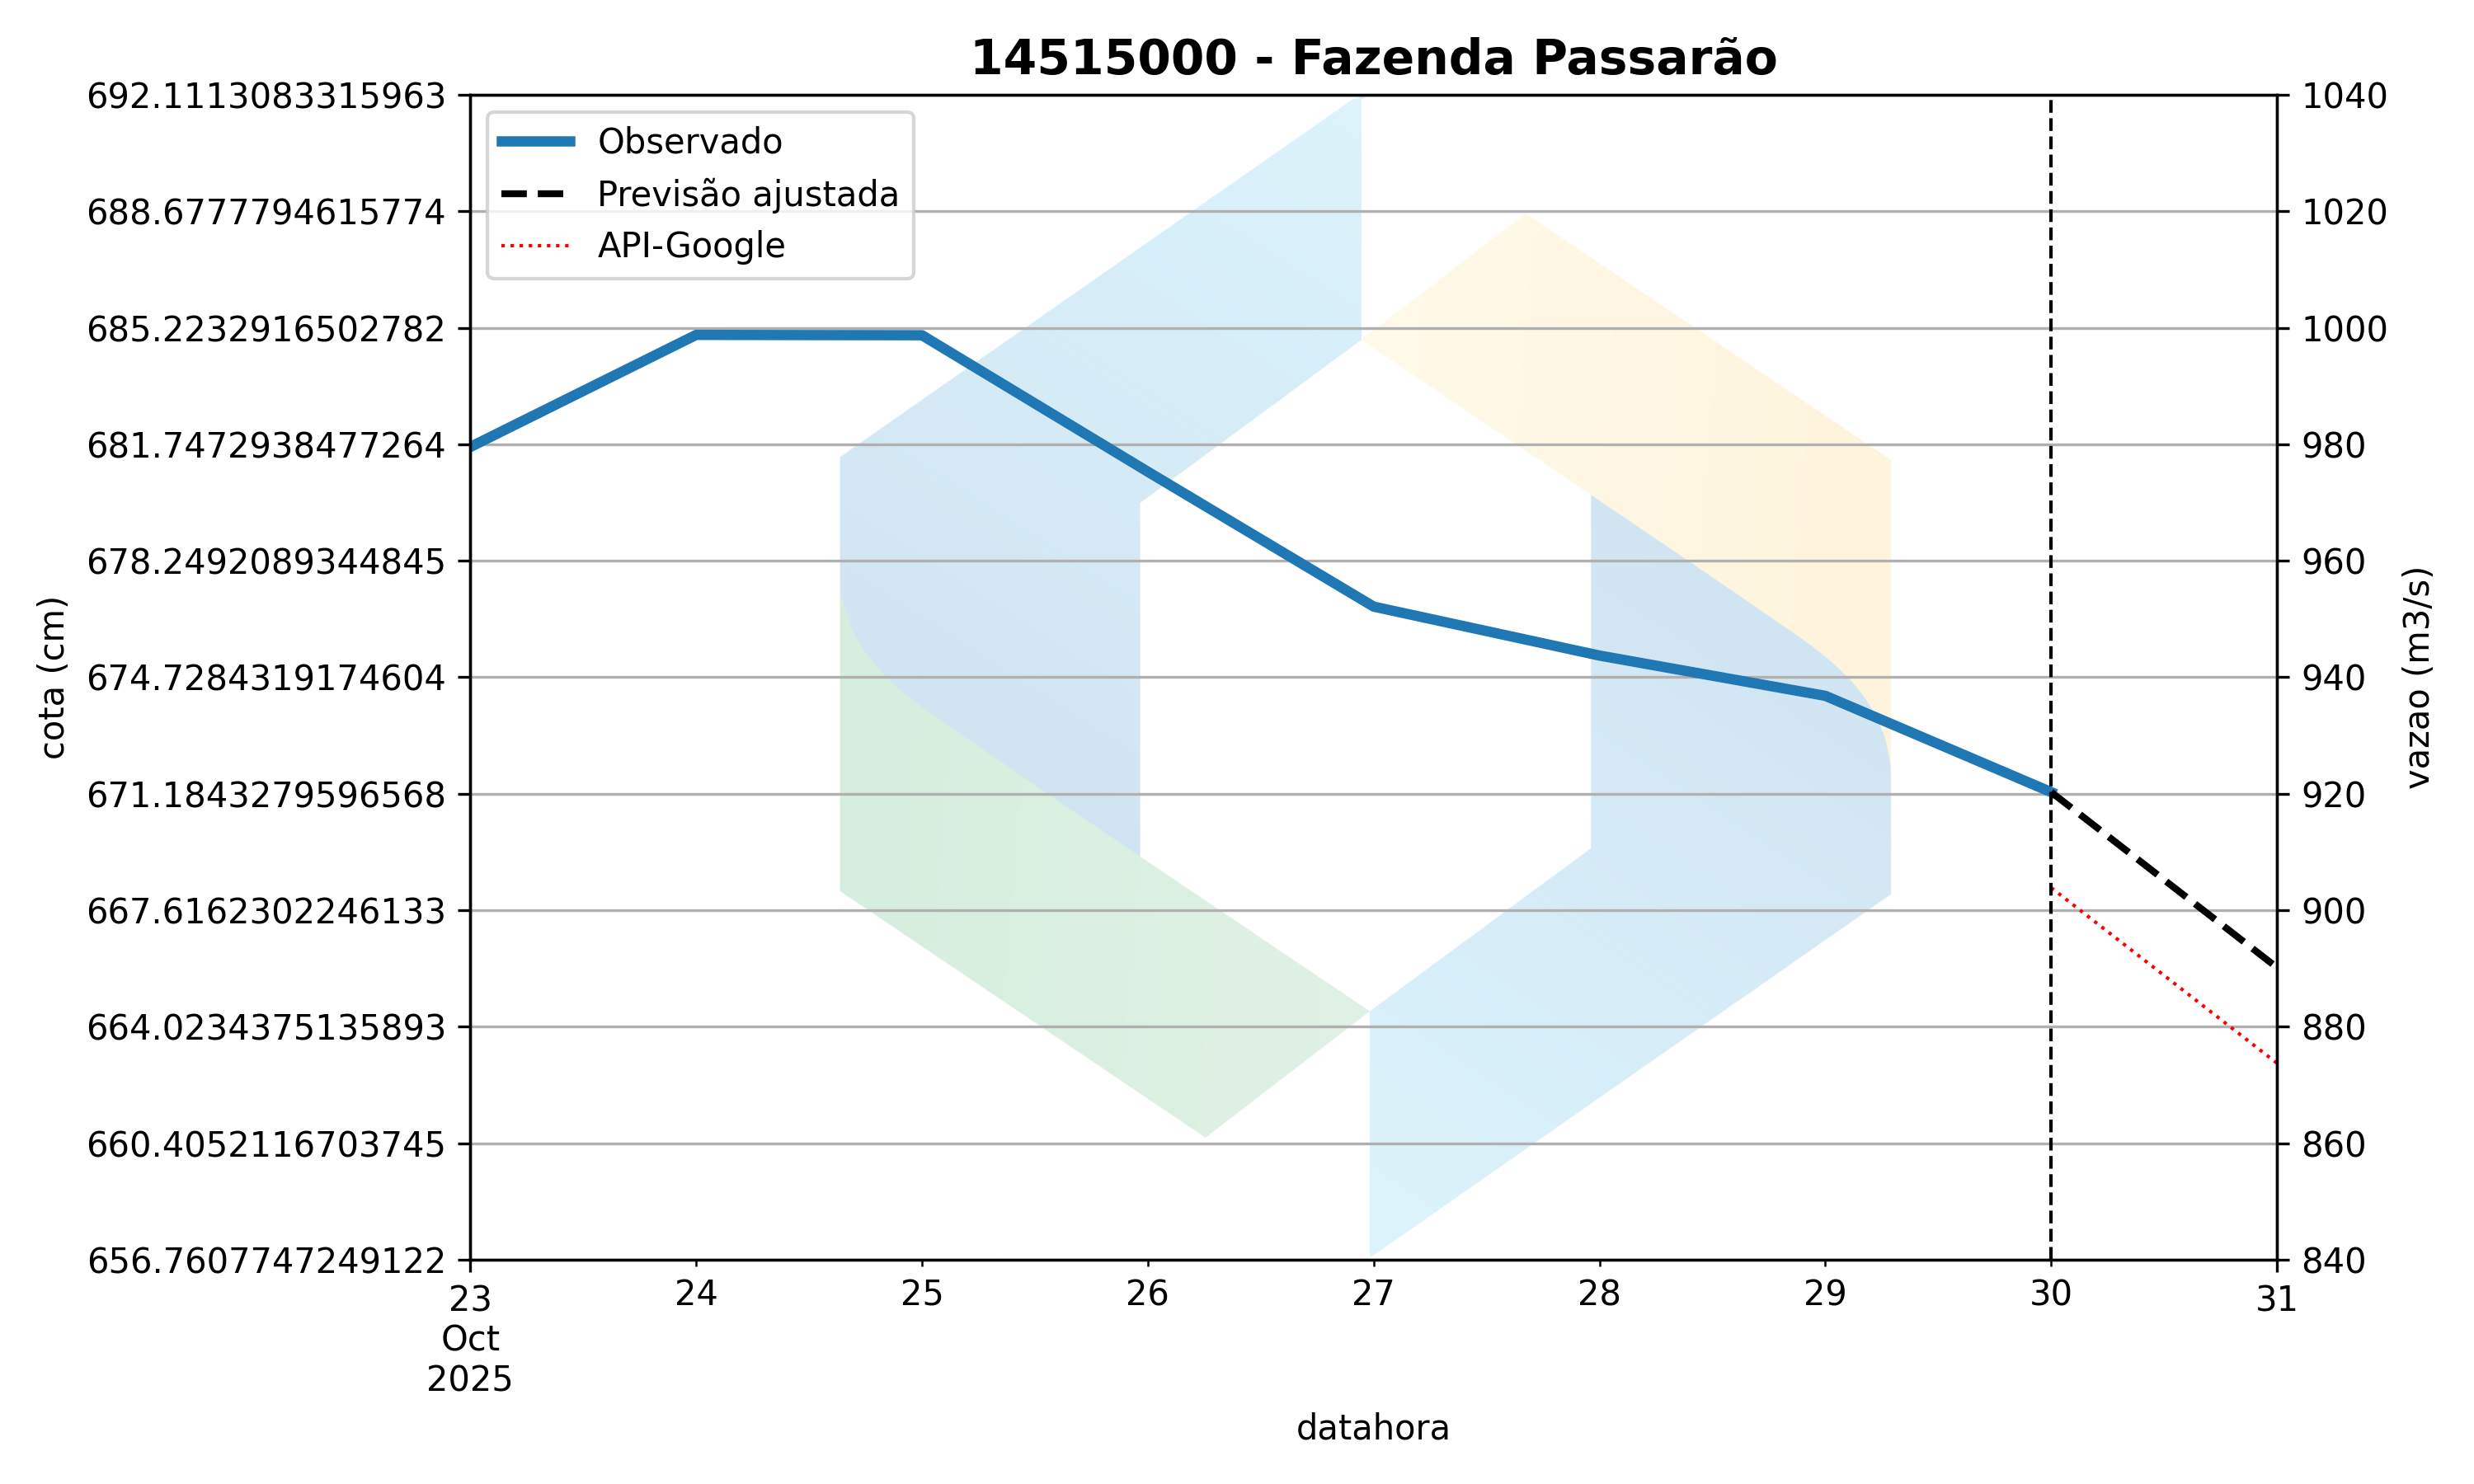 14515000 - Fazenda Passarão
Observado
Previsão ajustada
API-Google
692.1113083315963
688.6777794615774
685.2232916502782
681.7472938477264
678.2492089344845
674.7284319174604
671.1843279596568
667.6162302246133
664.0234375135893
660.4052116703745
656.7607747249122
cota (cm)
1040
1020
1000
980
960
940
920
900
880
860
840
vazao (m3/s)
23 24 25 26 27 28 29 30 31
Oct
2025
datahora